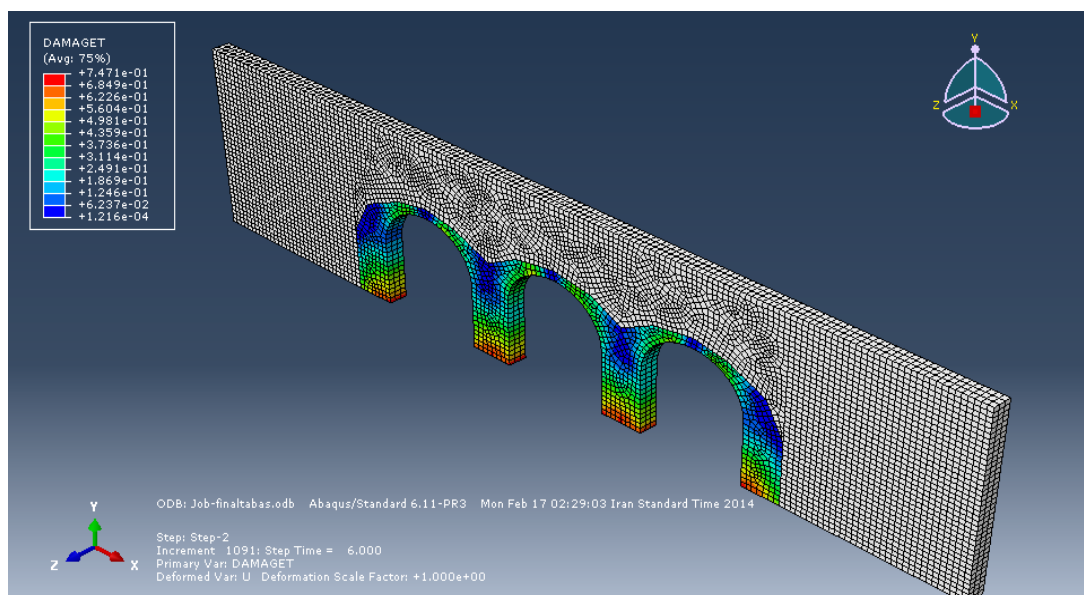 DAMAGET
(Avg: 75%)
+7.471e-01
+6.849e-01
+6.226e-01
+5.604e-01
+4.981e-01
+4.359e-01
+3.736e-01
+3.114e-01
+2.491e-01
+1.869e-01
+1.246e-01
+6.237e-02
+1.216e-04
Y
Z
X
ODB: Job-finaltabas.odb Abaqus/Standard 6.11-PR3 Mon Feb 17 02:29:03 Iran Standard Time 2014
Y
Z
X
Step: Step-2
Increment 1091: Step Time = 6.000
Primary Var: DAMAGET
Deformed Var: U Deformation Scale Factor: +1.000e+00